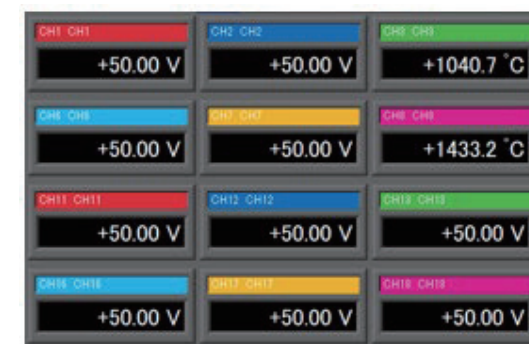 CH1 CH1 CH2 CH2 CH3 CH3
+50.00 V +50.00 V +1040.7 °C
CH6 CH6 CH7 CH7 CH8 CH8
+50.00 V +50.00 V +1433.2 °C
CH11 CH11 CH12 CH12 CH13 CH13
+50.00 V +50.00 V +50.00 V
CH16 CH16 CH17 CH17 CH18 CH18
+50.00 V +50.00 V +50.00 V